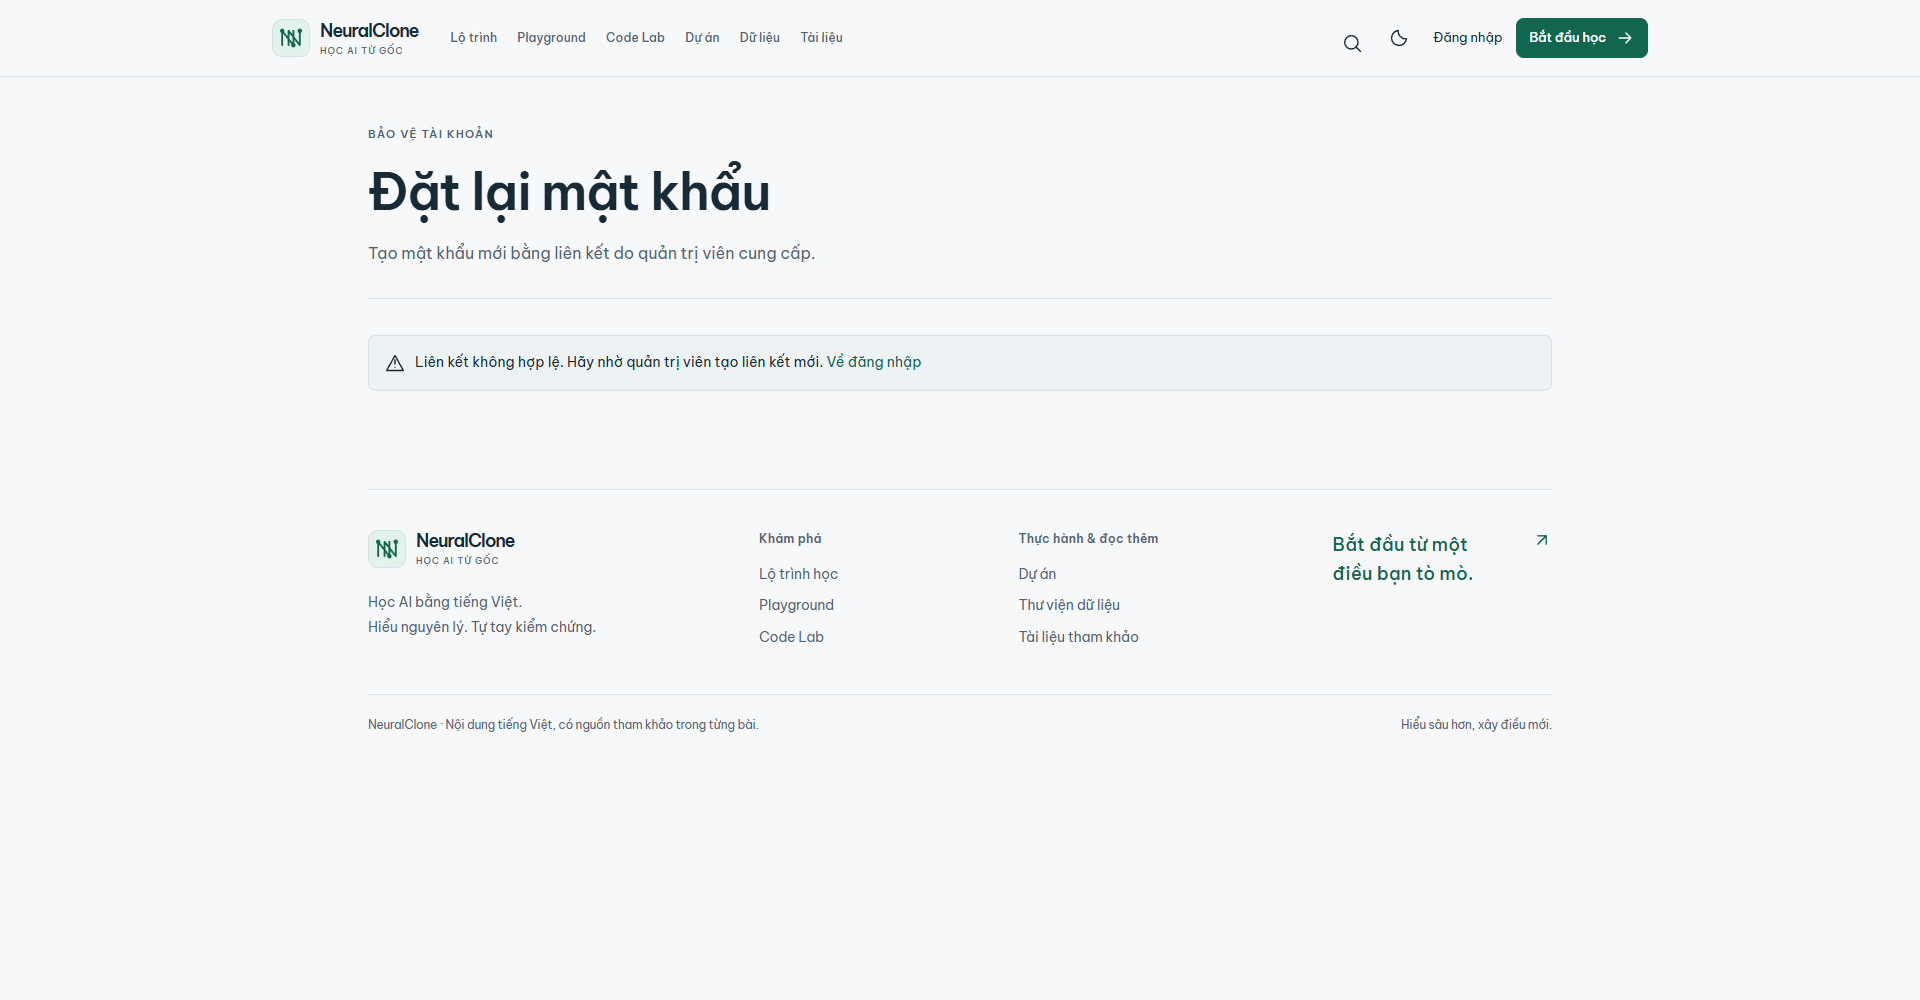 NeuralClone
HỌC AI TỪ GỐC
Lộ trình
Playground
Code Lab
Dự án
Dữ liệu
Tài liệu
Đăng nhập
Bắt đầu học
BẢO VỆ TÀI KHOẢN
Đặt lại mật khẩu
Tạo mật khẩu mới bằng liên kết do quản trị viên cung cấp.
Liên kết không hợp lệ. Hãy nhờ quản trị viên tạo liên kết mới. Về đăng nhập
NeuralClone
HỌC AI TỪ GỐC
Học AI bằng tiếng Việt.
Hiểu nguyên lý. Tự tay kiểm chứng.
Khám phá
Lộ trình học
Playground
Code Lab
Thực hành & đọc thêm
Dự án
Thư viện dữ liệu
Tài liệu tham khảo
Bắt đầu từ một
điều bạn tò mò.
NeuralClone · Nội dung tiếng Việt, có nguồn tham khảo trong từng bài.
Hiểu sâu hơn, xây điều mới.